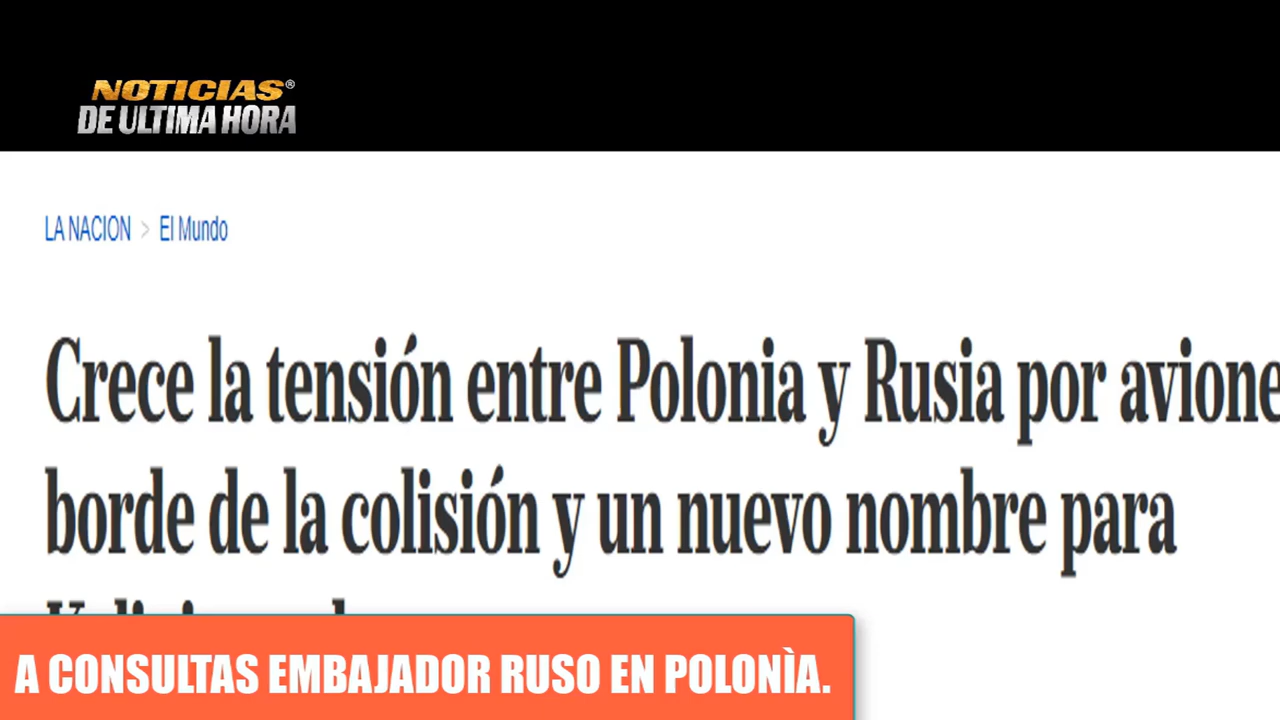 NOTICIAS®
DE ULTIMA HORA
LA NACION > El Mundo
Crece la tensión entre Polonia y Rusia por avione
borde de la colisión y un nuevo nombre para
A CONSULTAS EMBAJADOR RUSO EN POLONÌA.